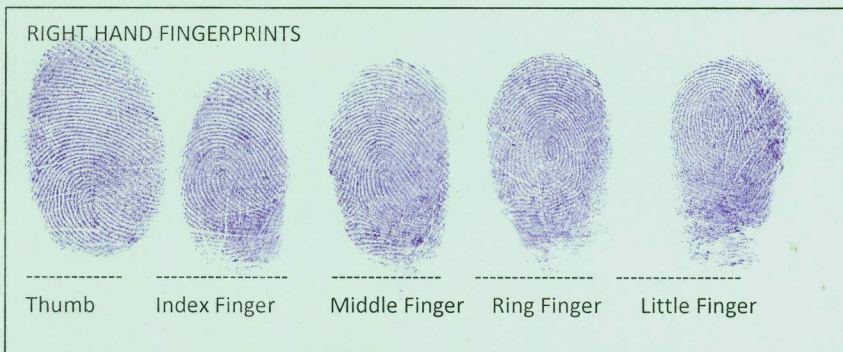 RIGHT HAND FINGERPRINTS
Thumb Index Finger Middle Finger Ring Finger Little Finger